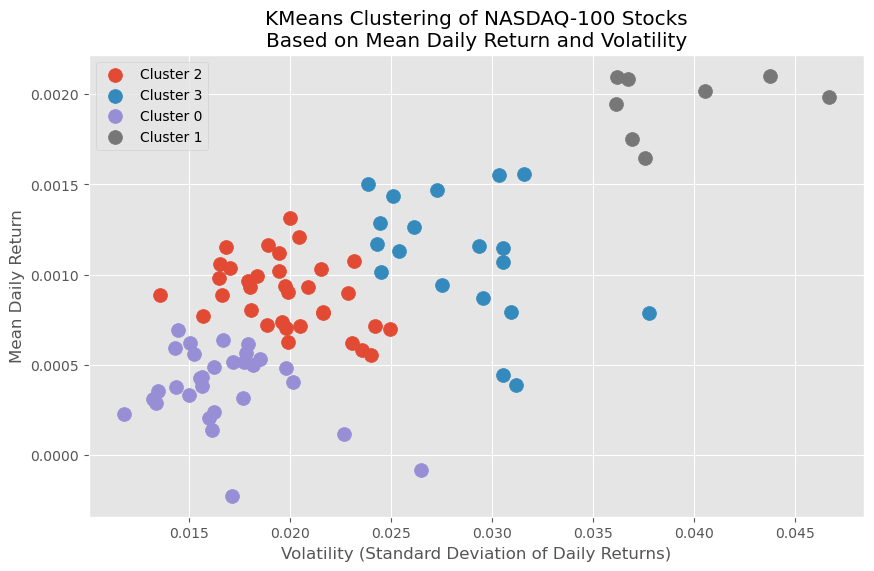 KMeans Clustering of NASDAQ-100 Stocks
Based on Mean Daily Return and Volatility
Cluster 2
Cluster 3
Cluster 0
Cluster 1
Mean Daily Return
0.0020
0.0015
0.0010
0.0005
0.0000
0.015 0.020 0.025 0.030 0.035 0.040 0.045
Volatility (Standard Deviation of Daily Returns)